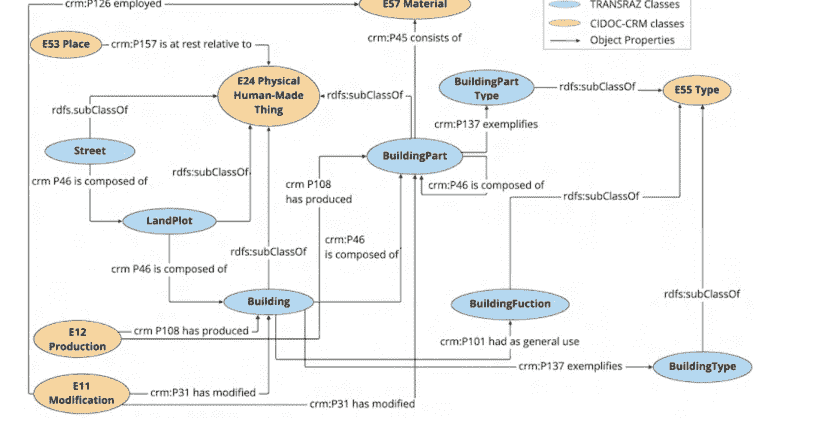 crm:P126 employed
E57 Material
TRANSRAZ Classes
CIDOC-CRM classes
Object Properties
E53 Place
crm:P157 is at rest relative to
crm:P45 consists of
E24 Physical
Human-Made
Thing
rdfs:subClassOf
BuildingPart
Type
rdfs:subClassOf
E55 Type
rdfs:subClassOf
crm:P137 exemplifies
Street
BuildingPart
crm P46 is composed of
rdfs:subClassOf
crm P108
has produced
crm:P46 is composed of
rdfs:subClassOf
LandPlot
crm:P46
is composed of
rdfs:subClassOf
crm P46 is composed of
rdfs:subClassOf
Building
BuildingFuction
E12
Production
crm P108 has produced
crm:P101 had as general use
crm:P137 exemplifies
BuildingType
E11
Modification
crm:P31 has modified
crm:P31 has modified